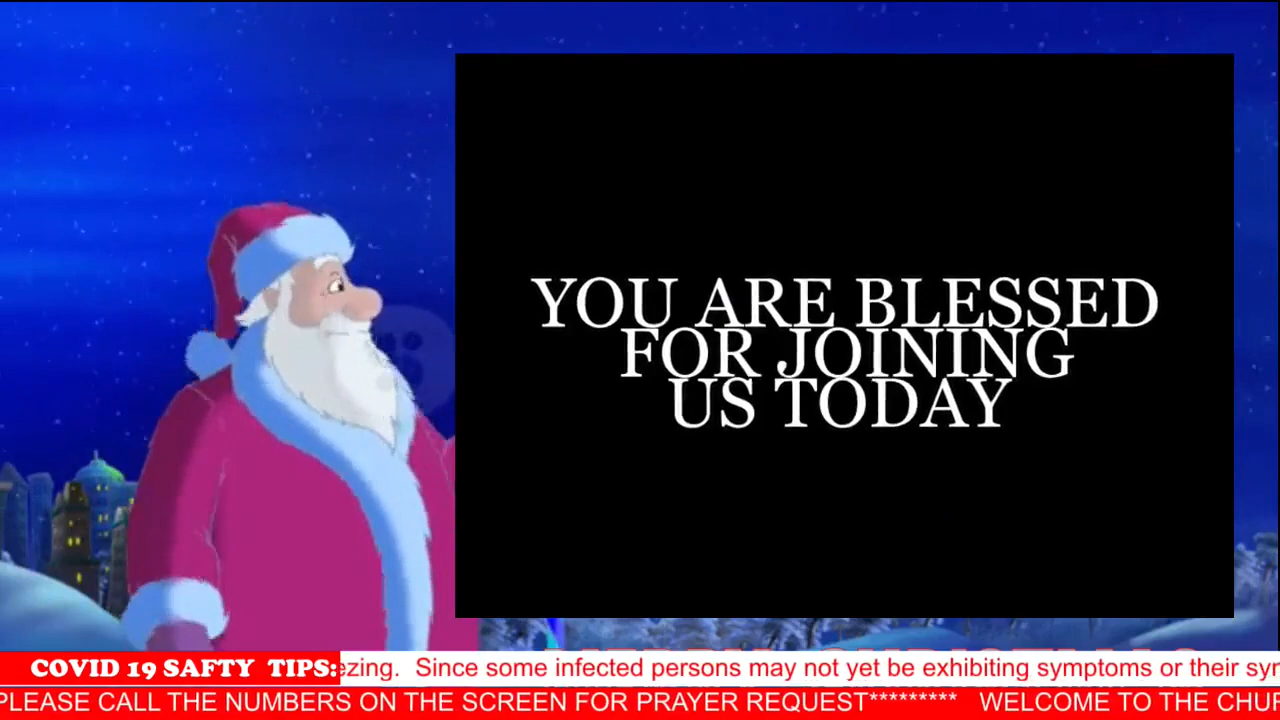 YOU ARE BLESSED
FOR JOINING
US TODAY
COVID 19 SAFTY TIPS: ezing. Since some infected persons may not yet be exhibiting symptoms or their syr
PLEASE CALL THE NUMBERS ON THE SCREEN FOR PRAYER REQUEST********* WELCOME TO THE CHUR